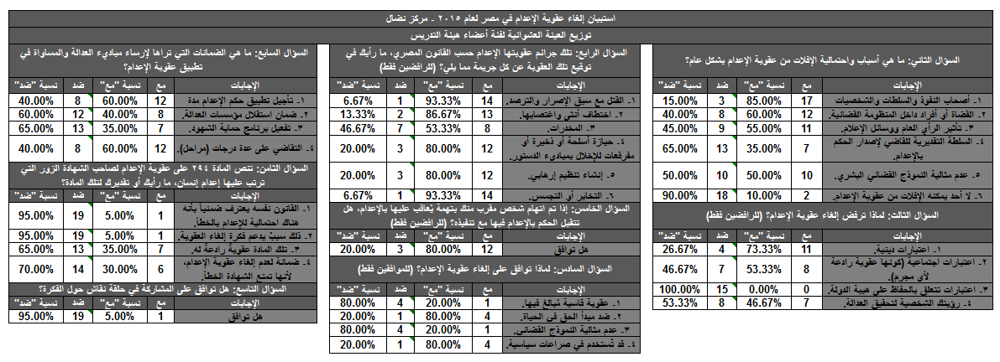 استبيان إلغاء عقوبة الإعدام في مصر لعام ٢٠١٥ - مركز نضال
توزيع العينة العشوائية لفئة أعضاء هيئة التدريس
السؤال الثاني: ما هي أسباب واحتمالية الإفلات من عقوبة الإعدام بشكل عام؟
الإجابات مع نسبة "مع" ضد نسبة "ضد"
١- أصحاب النفوذ والسلطات والشخصيات 17 85.00% 3 15.00%
٢- القضاة أو أفراد داخل المنظومة القضائية. 12 60.00% 8 40.00%
٣- تأثير الرأي العام ووسائل الإعلام. 11 55.00% 9 45.00%
٤- السلطة التقديرية للقاضي لإصدار الحكم
بالإعدام. 7 35.00% 13 65.00%
٥- عدم مثالية النموذج القضائي البشري. 10 50.00% 10 50.00%
٦- لا أحد يمكنه الإفلات من عقوبة الإعدام. 2 10.00% 18 90.00%
السؤال الثالث: لماذا ترفض إلغاء عقوبة الإعدام؟ (للرافضين فقط)
الإجابات مع نسبة "مع" ضد نسبة "ضد"
١- اعتبارات دينية. 11 73.33% 4 26.67%
٢- اعتبارات اجتماعية (كونها عقوبة رادعة
لأي مجرم). 8 53.33% 7 46.67%
٣- اعتبارات تتعلق بالحفاظ على هيبة الدولة. 0 0.00% 15 100.00%
٤- رؤيتك الشخصية لتحقيق العدالة. 7 46.67% 8 53.33%
السؤال الرابع: تلك جرائم عقوبتها الإعدام حسب القانون المصري، ما رأيك في
توقيع تلك العقوبة عن كل جريمة مما يلي؟ (للرافضين فقط)
الإجابات مع نسبة "مع" ضد نسبة "ضد"
١- القتل مع سبق الإصرار والترصد. 14 93.33% 1 6.67%
٢- اختطاف أنثى واغتصابها. 13 86.67% 2 13.33%
٣- المخدرات. 8 53.33% 7 46.67%
٤- حيازة أسلحة أو ذخيرة أو
مفرقعات للإخلال بمبادىء الدستور. 12 80.00% 3 20.00%
٥- إنشاء تنظيم إرهابي. 12 80.00% 3 20.00%
٦- التخابر أو التجسس. 14 93.33% 1 6.67%
السؤال الخامس: إذا تم اتهام شخص مقرب منك بتهمة يُعاقب عليها بالإعدام، هل
تتقبل الحكم بالإعدام فيها مع تنفيذه؟ (للرافضين فقط)
الإجابات مع نسبة "مع" ضد نسبة "ضد"
هل توافق 12 80.00% 3 20.00%
السؤال السادس: لماذا توافق على إلغاء عقوبة الإعدام؟ (للموافقين فقط)
الإجابات مع نسبة "مع" ضد نسبة "ضد"
١- عقوبة قاسية مُبالغ فيها. 1 20.00% 4 80.00%
٢- ضد مبدأ الحق في الحياة. 4 80.00% 1 20.00%
٣- عدم مثالية النموذج القضائي. 1 20.00% 4 80.00%
٤- قد تُستخدم في صراعات سياسية. 4 80.00% 1 20.00%
السؤال السابع: ما هي الضمانات التي تراها لإرساء مباديء العدالة والمساواة في
تطبيق عقوبة الإعدام؟
الإجابات مع نسبة "مع" ضد نسبة "ضد"
١- تأجيل تطبيق حكم الإعدام مدة 12 60.00% 8 40.00%
٢- ضمان استقلال مؤسسات العدالة. 8 40.00% 12 60.00%
٣- تفعيل برنامج حماية الشهود. 7 35.00% 13 65.00%
٤- التقاضي على عدة درجات (مراحل). 12 60.00% 8 40.00%
السؤال الثامن: تنص المادة ٢٩٤ على عقوبة الإعدام لصاحب الشهادة الزور التي
ترتب عليها إعدام إنسان، ما رأيك أو تقديرك لتلك المادة؟
الإجابات مع نسبة "مع" ضد نسبة "ضد"
١- القانون نفسه يعترف ضمنياً بأنه
هناك احتمالية للإعدام بالخطأ. 1 5.00% 19 95.00%
٢- ذلك سببٌ يدعم فكرة إلغاء العقوبة. 1 5.00% 19 95.00%
٣- تلك المادة عقوبة رادعةُ له. 7 35.00% 13 65.00%
٤- ضمانة لعدم إلغاء عقوبة الإعدام،
لأنها تمنع الشهادة الخطأ. 6 30.00% 14 70.00%
السؤال التاسع: هل توافق على المشاركة في حلقة نقاش حول الفكرة؟
الإجابات مع نسبة "مع" ضد نسبة "ضد"
هل توافق 1 5.00% 19 95.00%